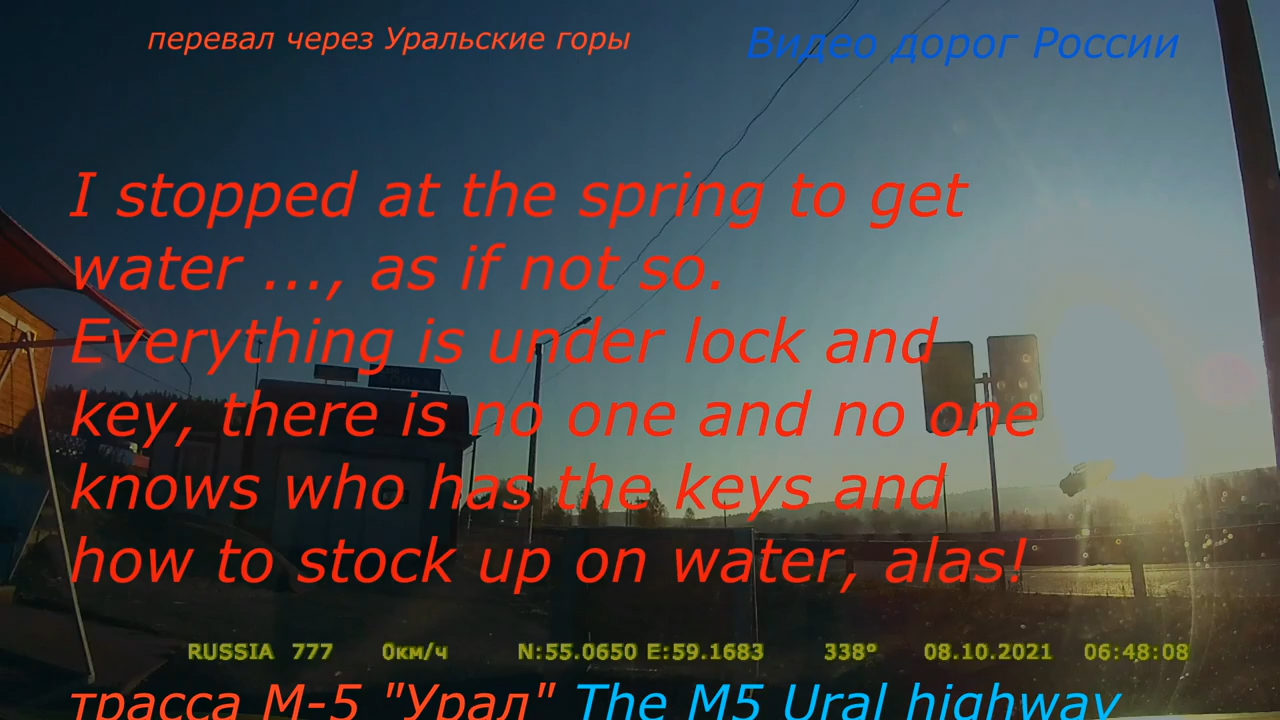 перевал через Уральские горы
Видео дорог России
I stopped at the spring to get
water ..., as if not so.
Everything is under lock and
key, there is no one and no one
knows who has the keys and
how to stock up on water, alas!
RUSSIA 777 0км/ч N:55.0650 E:59.1683 338° 08.10.2021 06:48:08
трасса М-5 "Урал" The M5 Ural highway